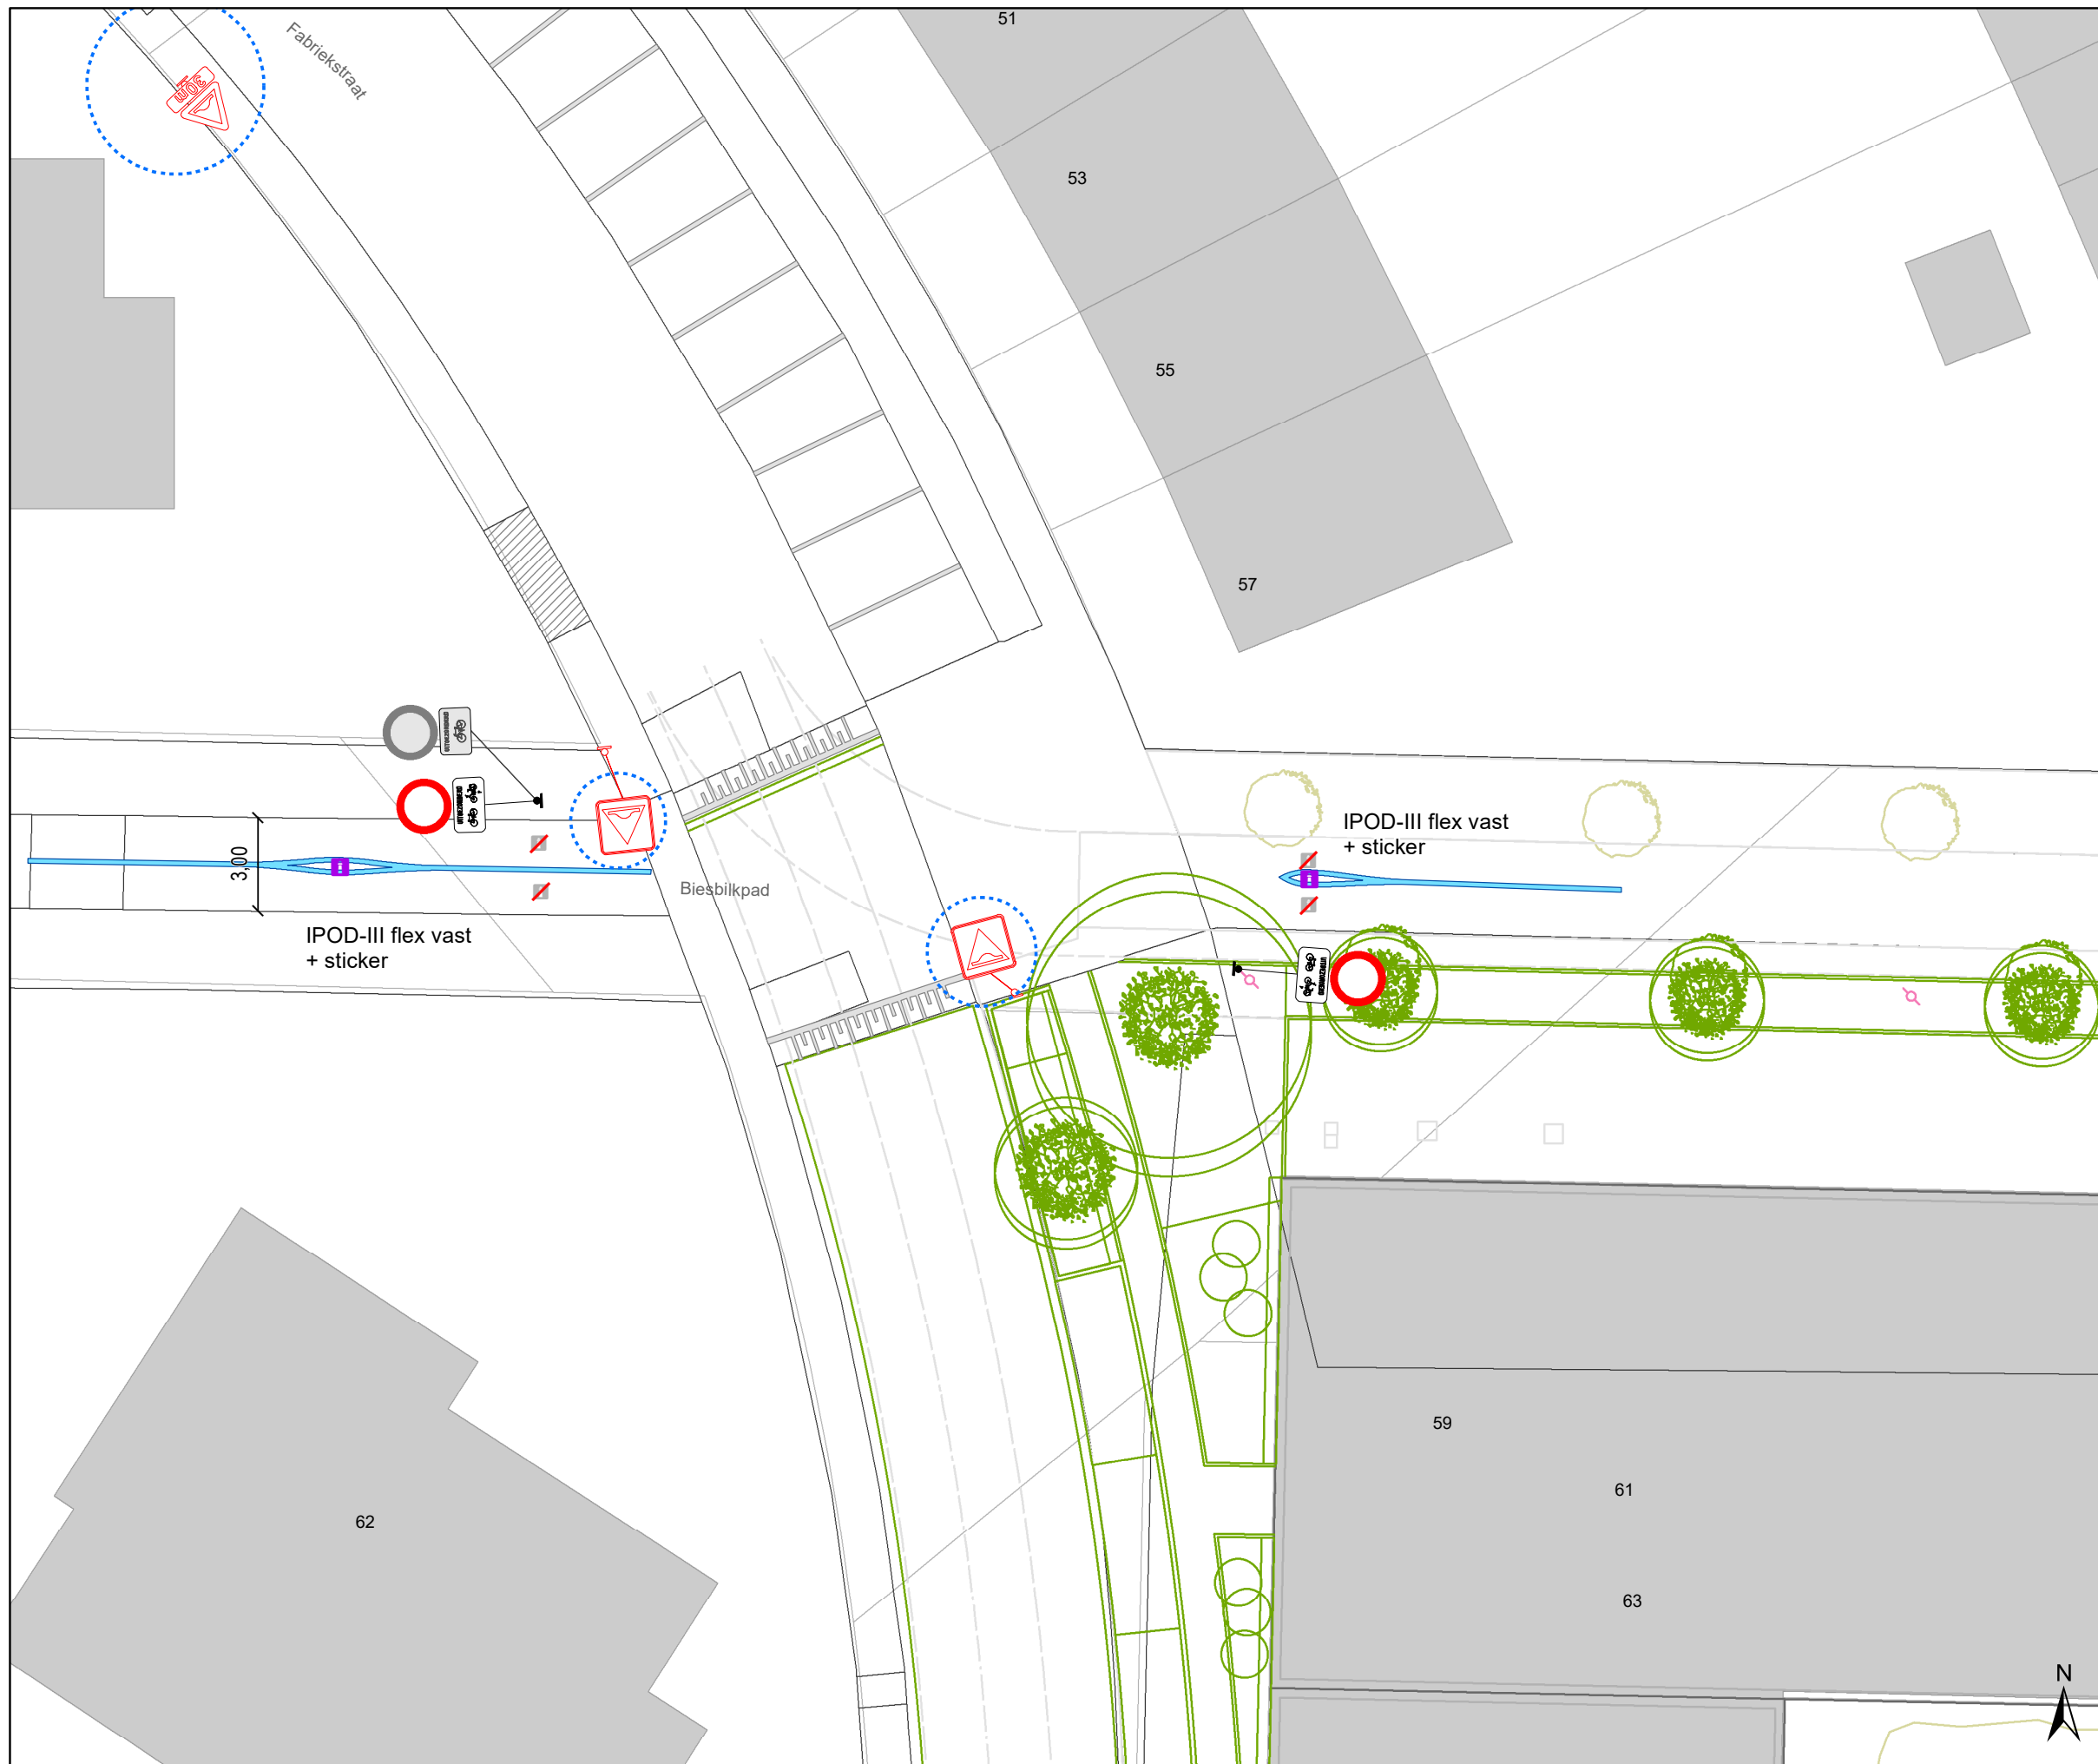 51
Fabriekstraat
30m
53
55
57
IPOD-III flex vast
+ sticker
3,00
Biesbilkpad
IPOD-III flex vast
+ sticker
59
61
62
63
N